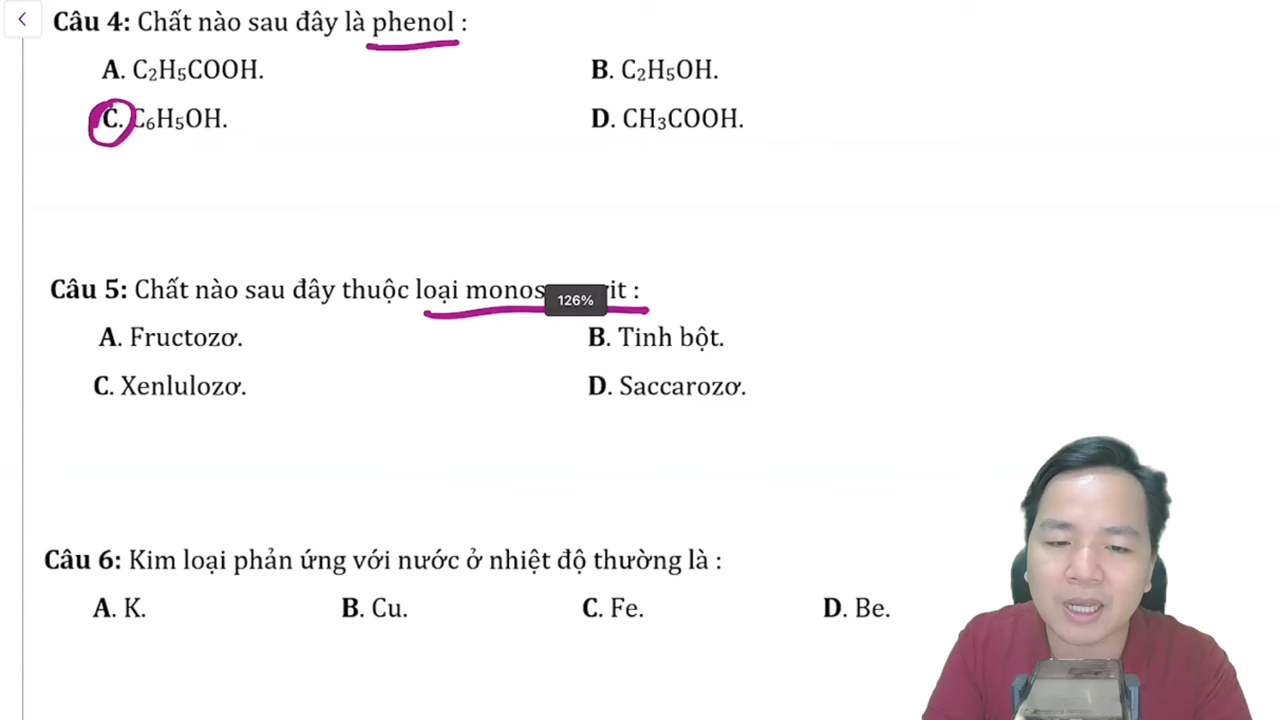 Câu 4: Chất nào sau đây là phenol :
A. C₂H₅COOH. B. C₂H₅OH.
C. C₆H₅OH. D. CH₃COOH.
Câu 5: Chất nào sau đây thuộc loại :
126%
A. Fructozơ. B. Tinh bột.
C. Xenlulozơ. D. Saccarozơ.
Câu 6: Kim loại phản ứng với nước ở nhiệt độ thường là :
A. K. B. Cu. C. Fe. D. Be.